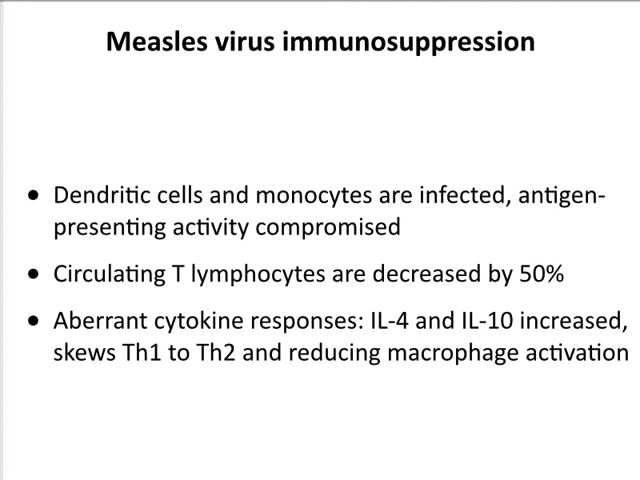 Measles virus immunosuppression
● Dendritic cells and monocytes are infected, antigen-
presenting activity compromised
● Circulating T lymphocytes are decreased by 50%
● Aberrant cytokine responses: IL-4 and IL-10 increased,
skews Th1 to Th2 and reducing macrophage activation